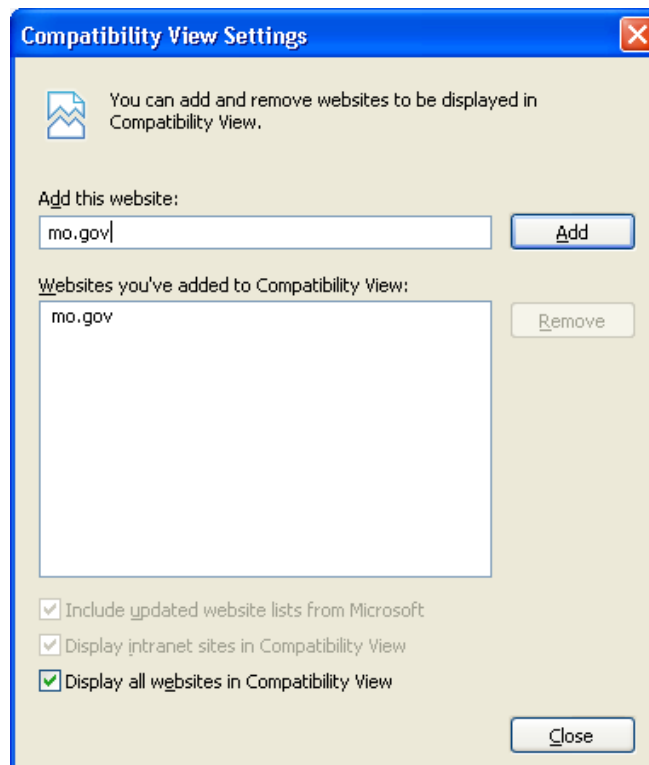 Compatibility View Settings
You can add and remove websites to be displayed in
Compatibility View.
Add this website:
mo.gov
Add
Websites you've added to Compatibility View:
mo.gov
Remove
Include updated website lists from Microsoft
Display intranet sites in Compatibility View
Display all websites in Compatibility View
Close